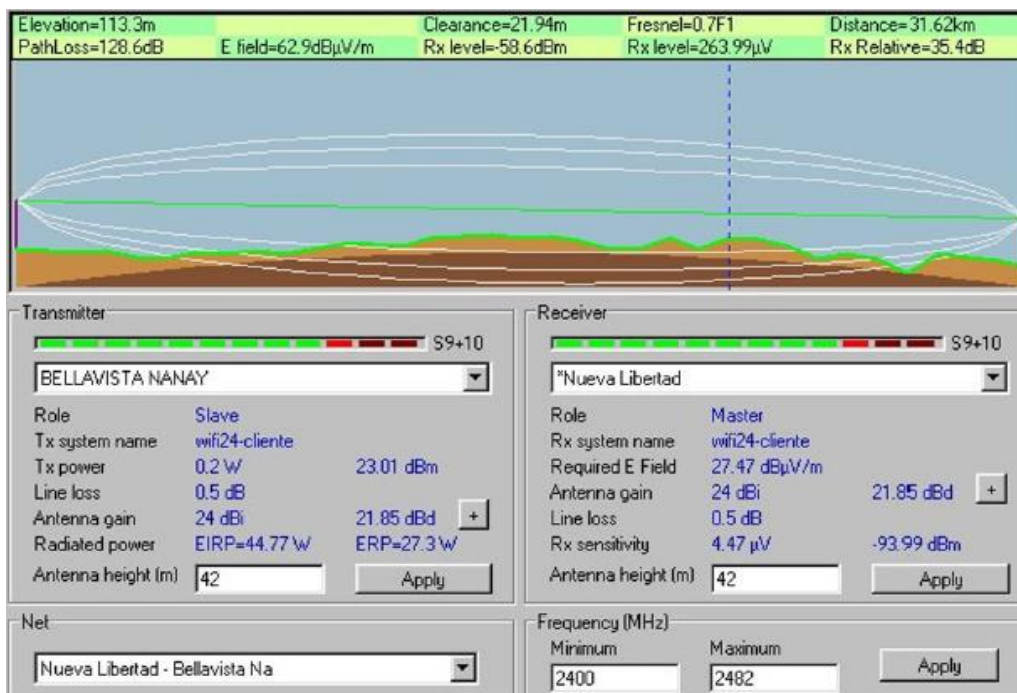 Elevation=113.3m Clearance=21.94m Fresnel=0.7F1 Distance=31.62km
PathLoss=128.6dB E field=62.9dBµV/m Rx level=-58.6dBm Rx level=263.99µV Rx Relative=35.4dB
Transmitter
S9+10
BELLAVISTA NANAY
Role Slave
Tx system name wifi24-cliente
Tx power 0.2 W 23.01 dBm
Line loss 0.5 dB
Antenna gain 24 dBi 21.85 dBd +
Radiated power EIRP=44.77 W ERP=27.3 W
Antenna height (m) 42 Apply
Receiver
S9+10
*Nueva Libertad
Role Master
Rx system name wifi24-cliente
Required E Field 27.47 dBµV/m
Antenna gain 24 dBi 21.85 dBd +
Line loss 0.5 dB
Rx sensitivity 4.47 µV -93.99 dBm
Antenna height (m) 42 Apply
Net
Nueva Libertad - Bellavista Na
Frequency (MHz)
Minimum Maximum
2400 2482 Apply